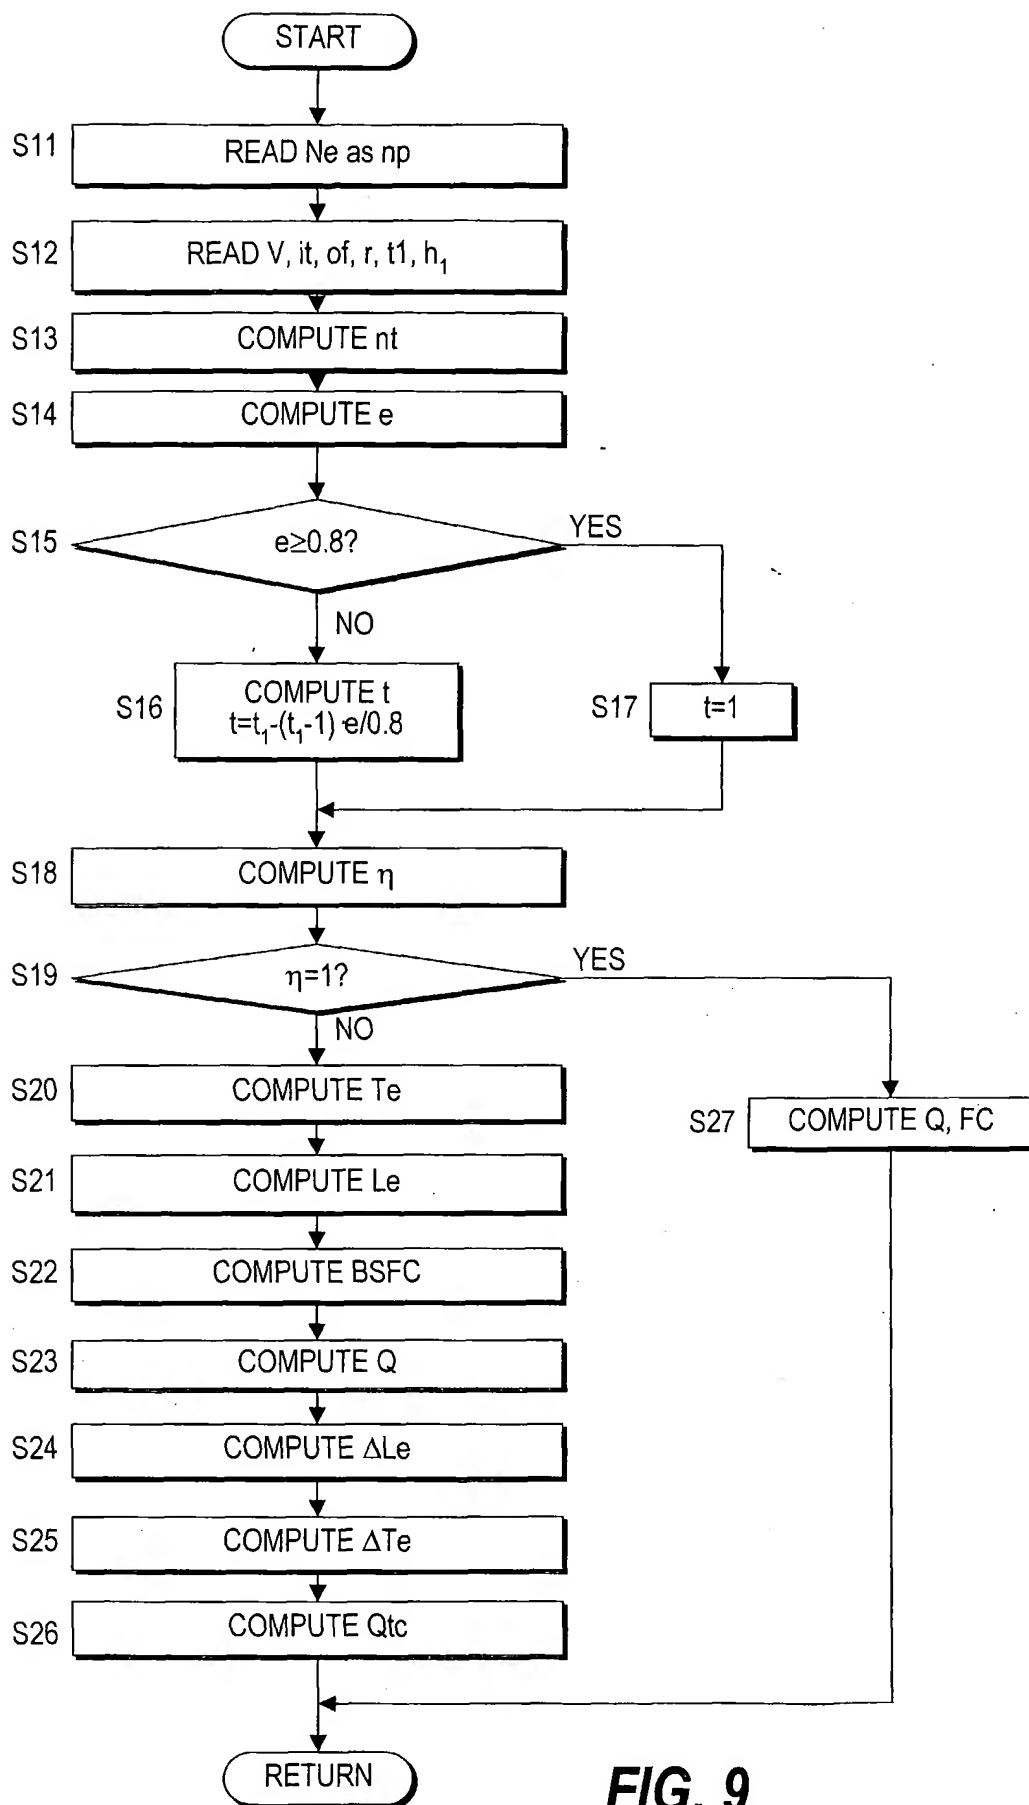 START
S11
READ Ne as np
S12
READ V, it, of, r, t1, h₁
S13
COMPUTE nt
S14
COMPUTE e
S15
e≥0.8?
YES
NO
S16
COMPUTE t
t=t₁-(t₁-1)·e/0.8
S17
t=1
S18
COMPUTE η
S19
η=1?
YES
NO
S20
COMPUTE Te
S27
COMPUTE Q, FC
S21
COMPUTE Le
S22
COMPUTE BSFC
S23
COMPUTE Q
S24
COMPUTE ΔLe
S25
COMPUTE ΔTe
S26
COMPUTE Qtc
RETURN
FIG. 9